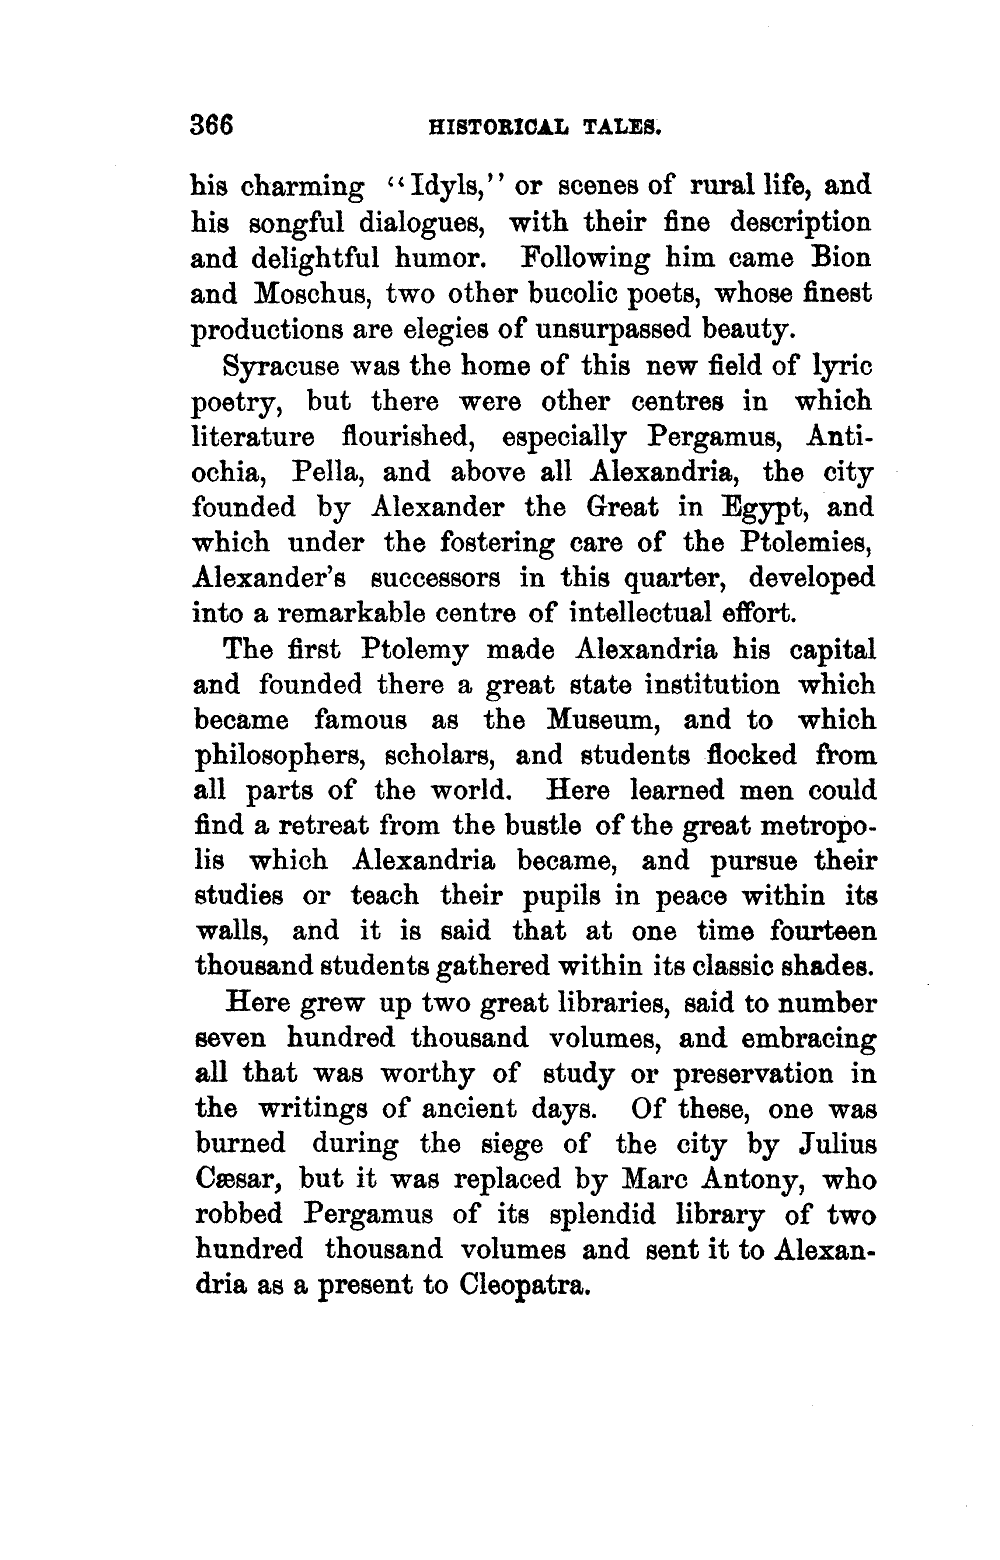 366 HISTORICAL TALES.
his charming “Idyls,” or scenes of rural life, and
his songful dialogues, with their fine description
and delightful humor. Following him came Bion
and Moschus, two other bucolic poets, whose finest
productions are elegies of unsurpassed beauty.
Syracuse was the home of this new field of lyric
poetry, but there were other centres in which
literature flourished, especially Pergamus, Anti-
ochia, Pella, and above all Alexandria, the city
founded by Alexander the Great in Egypt, and
which under the fostering care of the Ptolemies,
Alexander’s successors in this quarter, developed
into a remarkable centre of intellectual effort.
The first Ptolemy made Alexandria his capital
and founded there a great state institution which
became famous as the Museum, and to which
philosophers, scholars, and students flocked from
all parts of the world. Here learned men could
find a retreat from the bustle of the great metropo-
lis which Alexandria became, and pursue their
studies or teach their pupils in peace within its
walls, and it is said that at one time fourteen
thousand students gathered within its classic shades.
Here grew up two great libraries, said to number
seven hundred thousand volumes, and embracing
all that was worthy of study or preservation in
the writings of ancient days. Of these, one was
burned during the siege of the city by Julius
Cæsar, but it was replaced by Marc Antony, who
robbed Pergamus of its splendid library of two
hundred thousand volumes and sent it to Alexan-
dria as a present to Cleopatra.